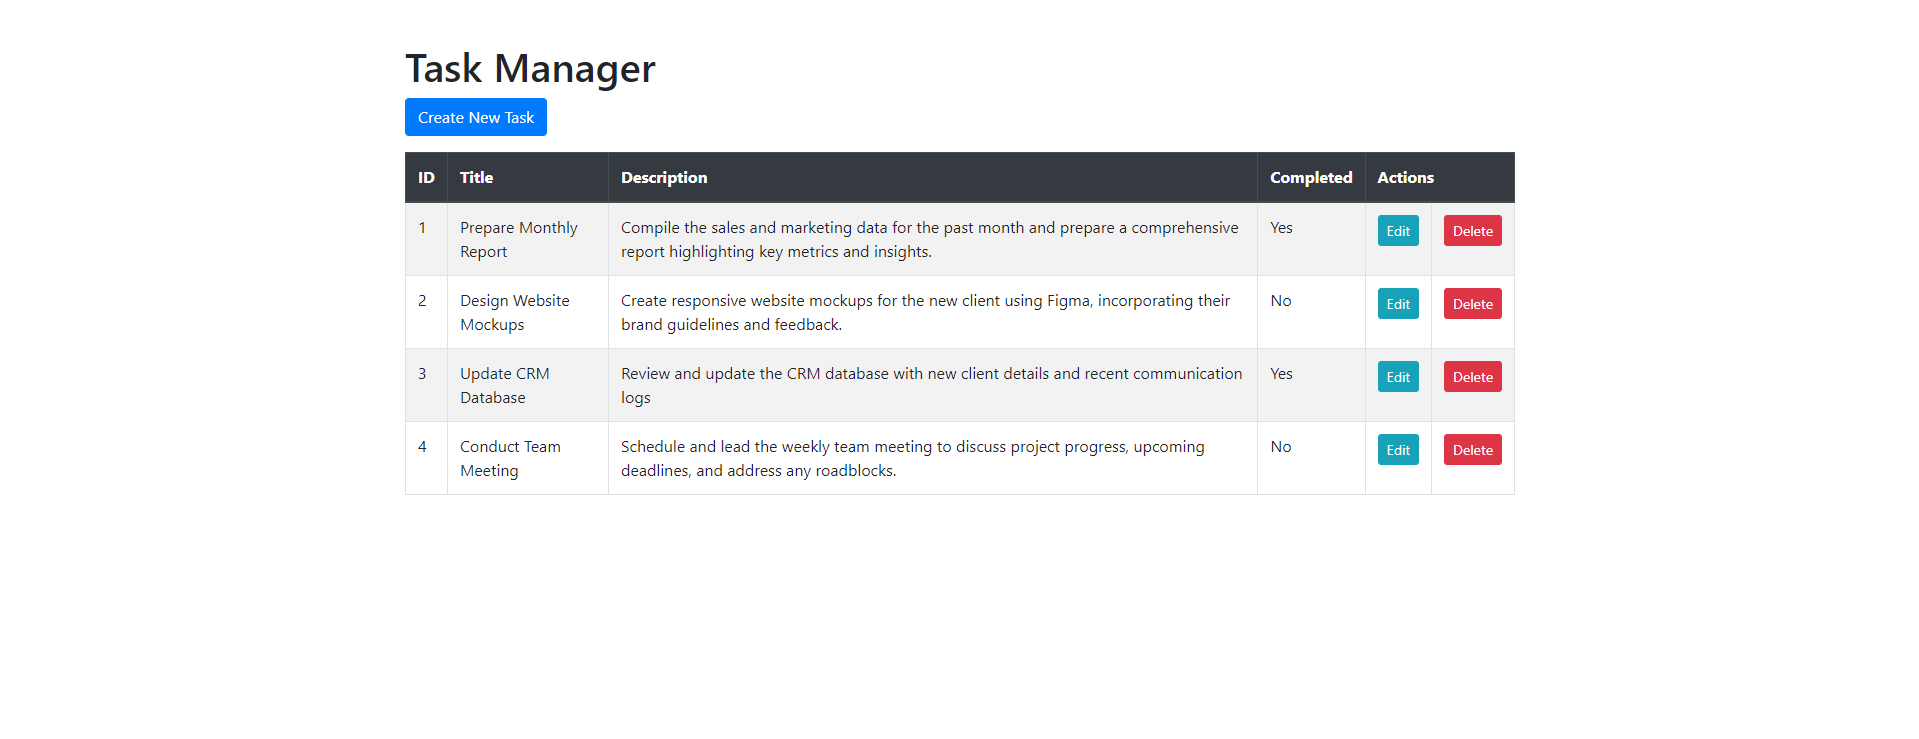 Task Manager
Create New Task
ID Title Description Completed Actions
1 Prepare Monthly Compile the sales and marketing data for the past month and prepare a comprehensive Yes Edit Delete
Report report highlighting key metrics and insights.
2 Design Website Create responsive website mockups for the new client using Figma, incorporating their No Edit Delete
Mockups brand guidelines and feedback.
3 Update CRM Review and update the CRM database with new client details and recent communication Yes Edit Delete
Database logs
4 Conduct Team Schedule and lead the weekly team meeting to discuss project progress, upcoming No Edit Delete
Meeting deadlines, and address any roadblocks.